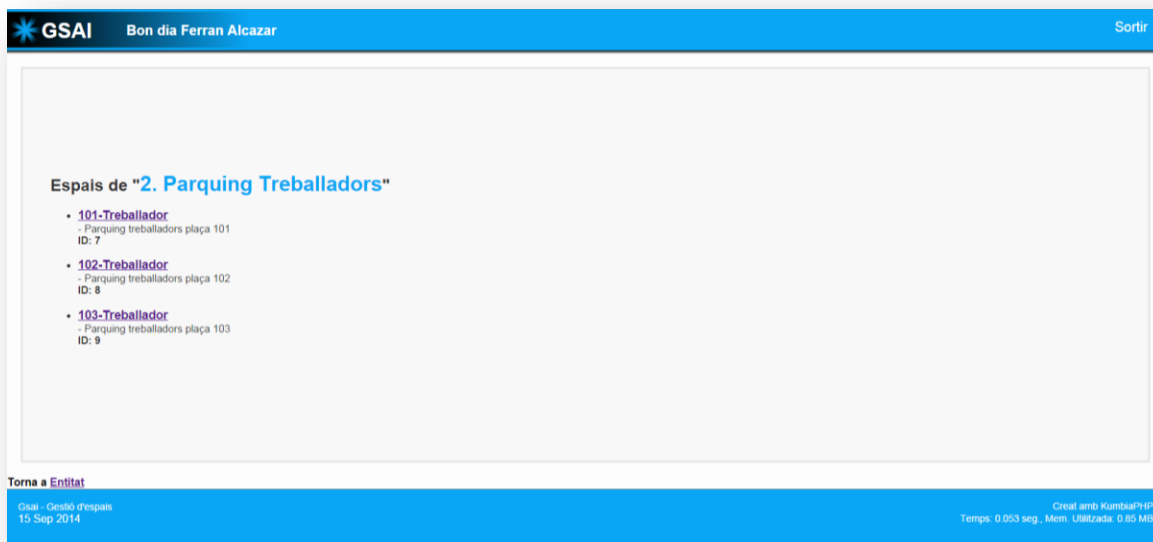 GSAI Bon dia Ferran Alcazar Sortir
Espais de "2. Parquing Treballadors"
• 101-Treballador
- Parquing treballadors plaça 101
ID: 7
• 102-Treballador
- Parquing treballadors plaça 102
ID: 8
• 103-Treballador
- Parquing treballadors plaça 103
ID: 9
Torna a Entitat
Gsai - Gestió d'espais
15 Sep 2014
Creat amb KumbiaPHP
Temps: 0.053 seg., Mem. Utilitzada: 0.85 MB